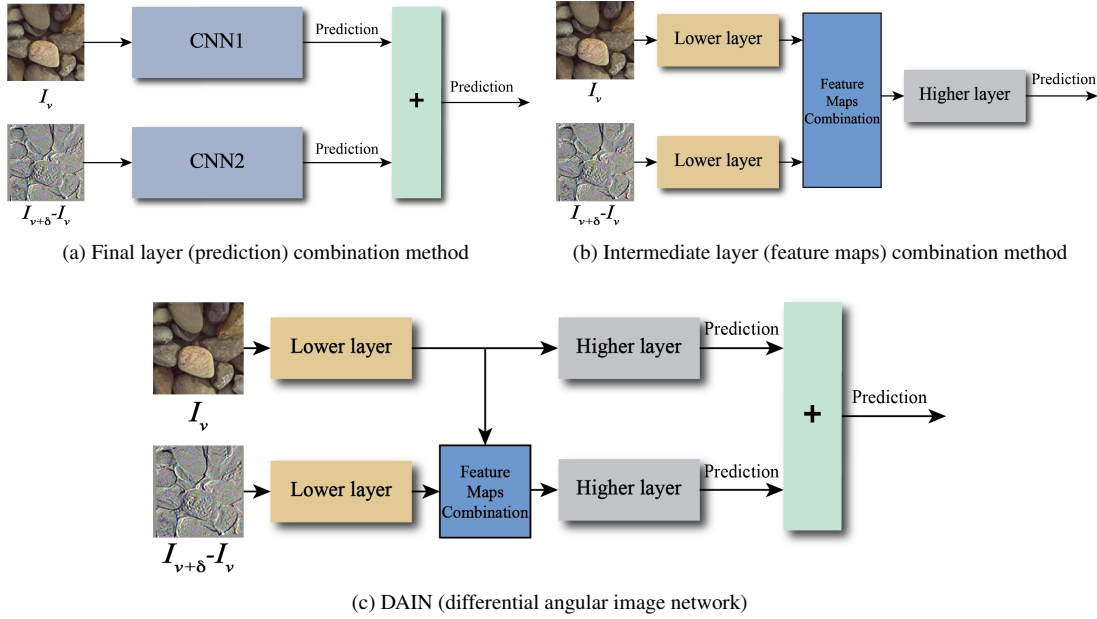 CNN1
Prediction
I_v
+
Prediction
CNN2
Prediction
I_{v+δ}-I_v
(a) Final layer (prediction) combination method
Lower layer
I_v
Feature
Maps
Combination
Higher layer
Prediction
Lower layer
I_{v+δ}-I_v
(b) Intermediate layer (feature maps) combination method
Lower layer
Higher layer
Prediction
I_v
+
Prediction
Lower layer
Feature
Maps
Combination
Higher layer
Prediction
I_{v+δ}-I_v
(c) DAIN (differential angular image network)